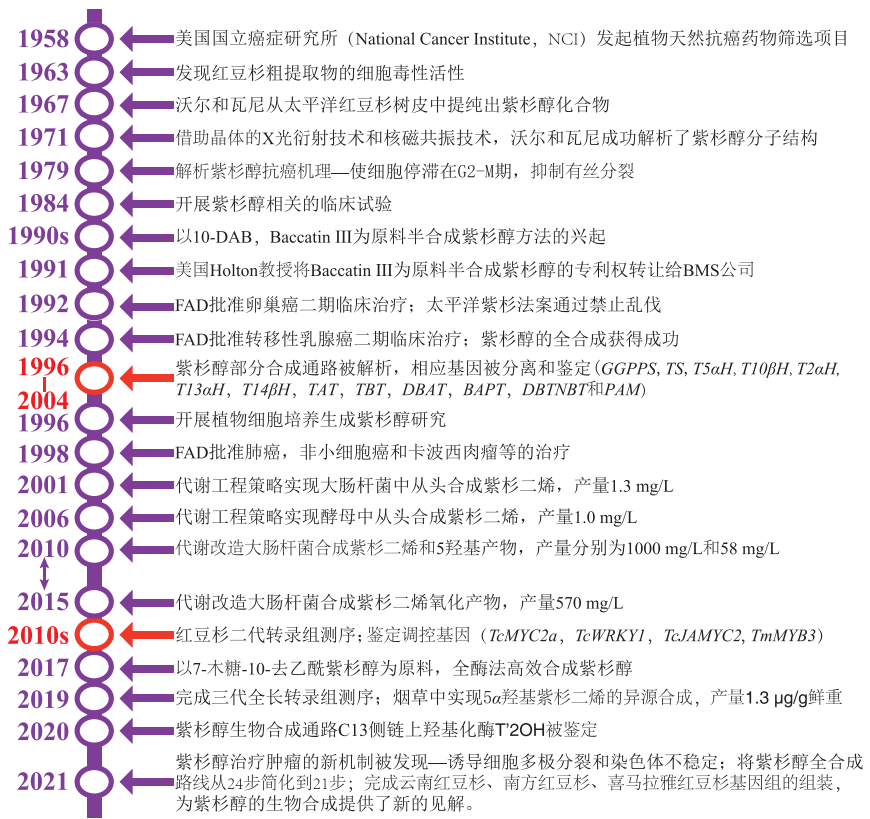 1958 美国国立癌症研究所（National Cancer Institute，NCI）发起植物天然抗癌药物筛选项目
1963 发现红豆杉粗提取物的细胞毒性活性
1967 沃尔和瓦尼从太平洋红豆杉树皮中提纯出紫杉醇化合物
1971 借助晶体的X光衍射技术和核磁共振技术，沃尔和瓦尼成功解析了紫杉醇分子结构
1979 解析紫杉醇抗癌机理—使细胞停滞在G2-M期，抑制有丝分裂
1984 开展紫杉醇相关的临床试验
1990s 以10-DAB，Baccatin III为原料半合成紫杉醇方法的兴起
1991 美国Holton教授将Baccatin III为原料半合成紫杉醇的专利权转让给BMS公司
1992 FAD批准卵巢癌二期临床治疗；太平洋紫杉法案通过禁止乱伐
1994 FAD批准转移性乳腺癌二期临床治疗；紫杉醇的全合成获得成功
1996 紫杉醇部分合成通路被解析，相应基因被分离和鉴定(GGPPS, TS, T5αH, T10βH, T2αH,
2004 T13αH，T14βH，TAT，TBT，DBAT，BAPT，DBTNBT和PAM)
1996 开展植物细胞培养生成紫杉醇研究
1998 FAD批准肺癌，非小细胞癌和卡波西肉瘤等的治疗
2001 代谢工程策略实现大肠杆菌中从头合成紫杉二烯，产量1.3 mg/L
2006 代谢工程策略实现酵母中从头合成紫杉二烯，产量1.0 mg/L
2010 代谢改造大肠杆菌合成紫杉二烯和5羟基产物，产量分别为1000 mg/L和58 mg/L
2015 代谢改造大肠杆菌合成紫杉二烯氧化产物，产量570 mg/L
2010s 红豆杉二代转录组测序；鉴定调控基因（TcMYC2a，TcWRKY1，TcJAMYC2, TmMYB3）
2017 以7-木糖-10-去乙酰紫杉醇为原料，全酶法高效合成紫杉醇
2019 完成三代全长转录组测序；烟草中实现5α羟基紫杉二烯的异源合成，产量1.3 μg/g鲜重
2020 紫杉醇生物合成通路C13侧链上羟基化酶T'2OH被鉴定
紫杉醇治疗肿瘤的新机制被发现—诱导细胞多极分裂和染色体不稳定；将紫杉醇全合成
2021 路线从24步简化到21步；完成云南红豆杉、南方红豆杉、喜马拉雅红豆杉基因组的组装，
为紫杉醇的生物合成提供了新的见解。